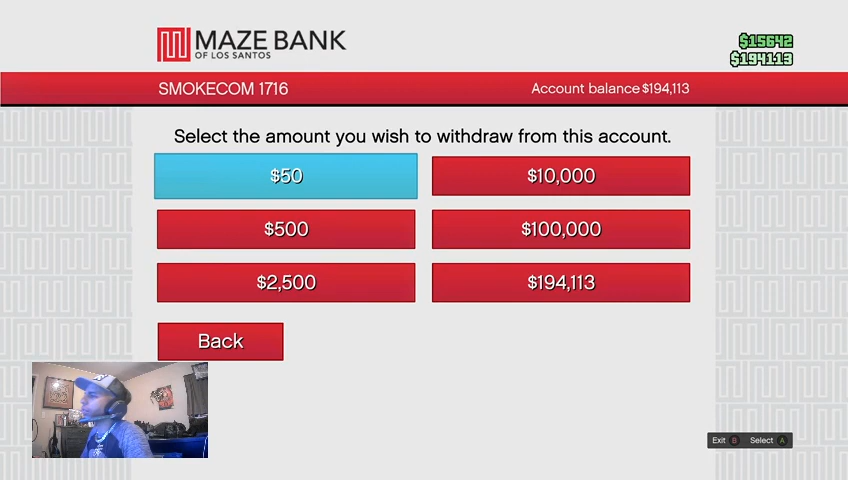 MAZE BANK
OF LOS SANTOS
$15642
$194113
SMOKECOM 1716
Account balance $194,113
Select the amount you wish to withdraw from this account.
$50
$10,000
$500
$100,000
$2,500
$194,113
Back
Exit B Select A